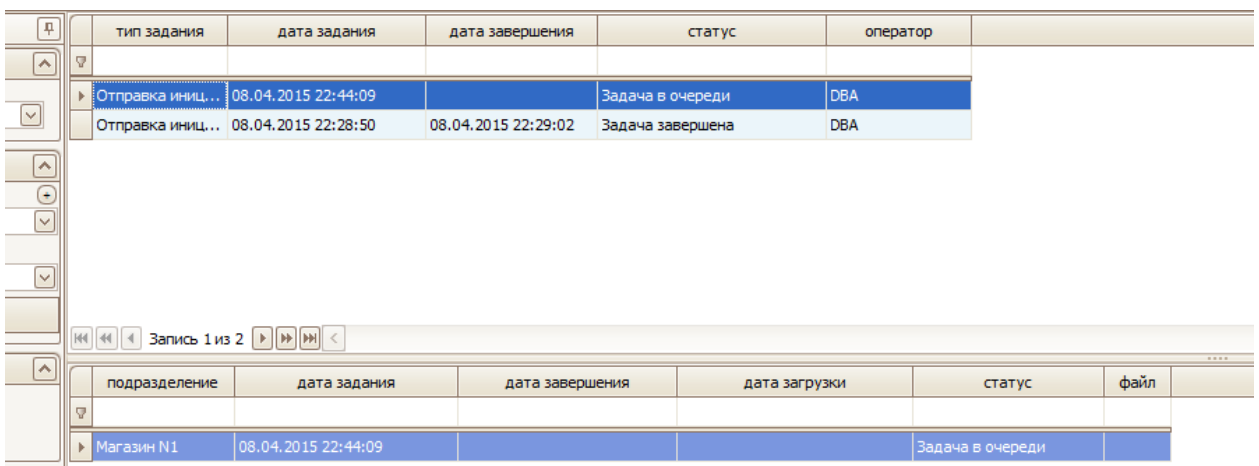 тип задания дата задания дата завершения статус оператор
Отправка иниц... 08.04.2015 22:44:09 Задача в очереди DBA
Отправка иниц... 08.04.2015 22:28:50 08.04.2015 22:29:02 Задача завершена DBA
Запись 1 из 2
подразделение дата задания дата завершения дата загрузки статус файл
Магазин N1 08.04.2015 22:44:09 Задача в очереди